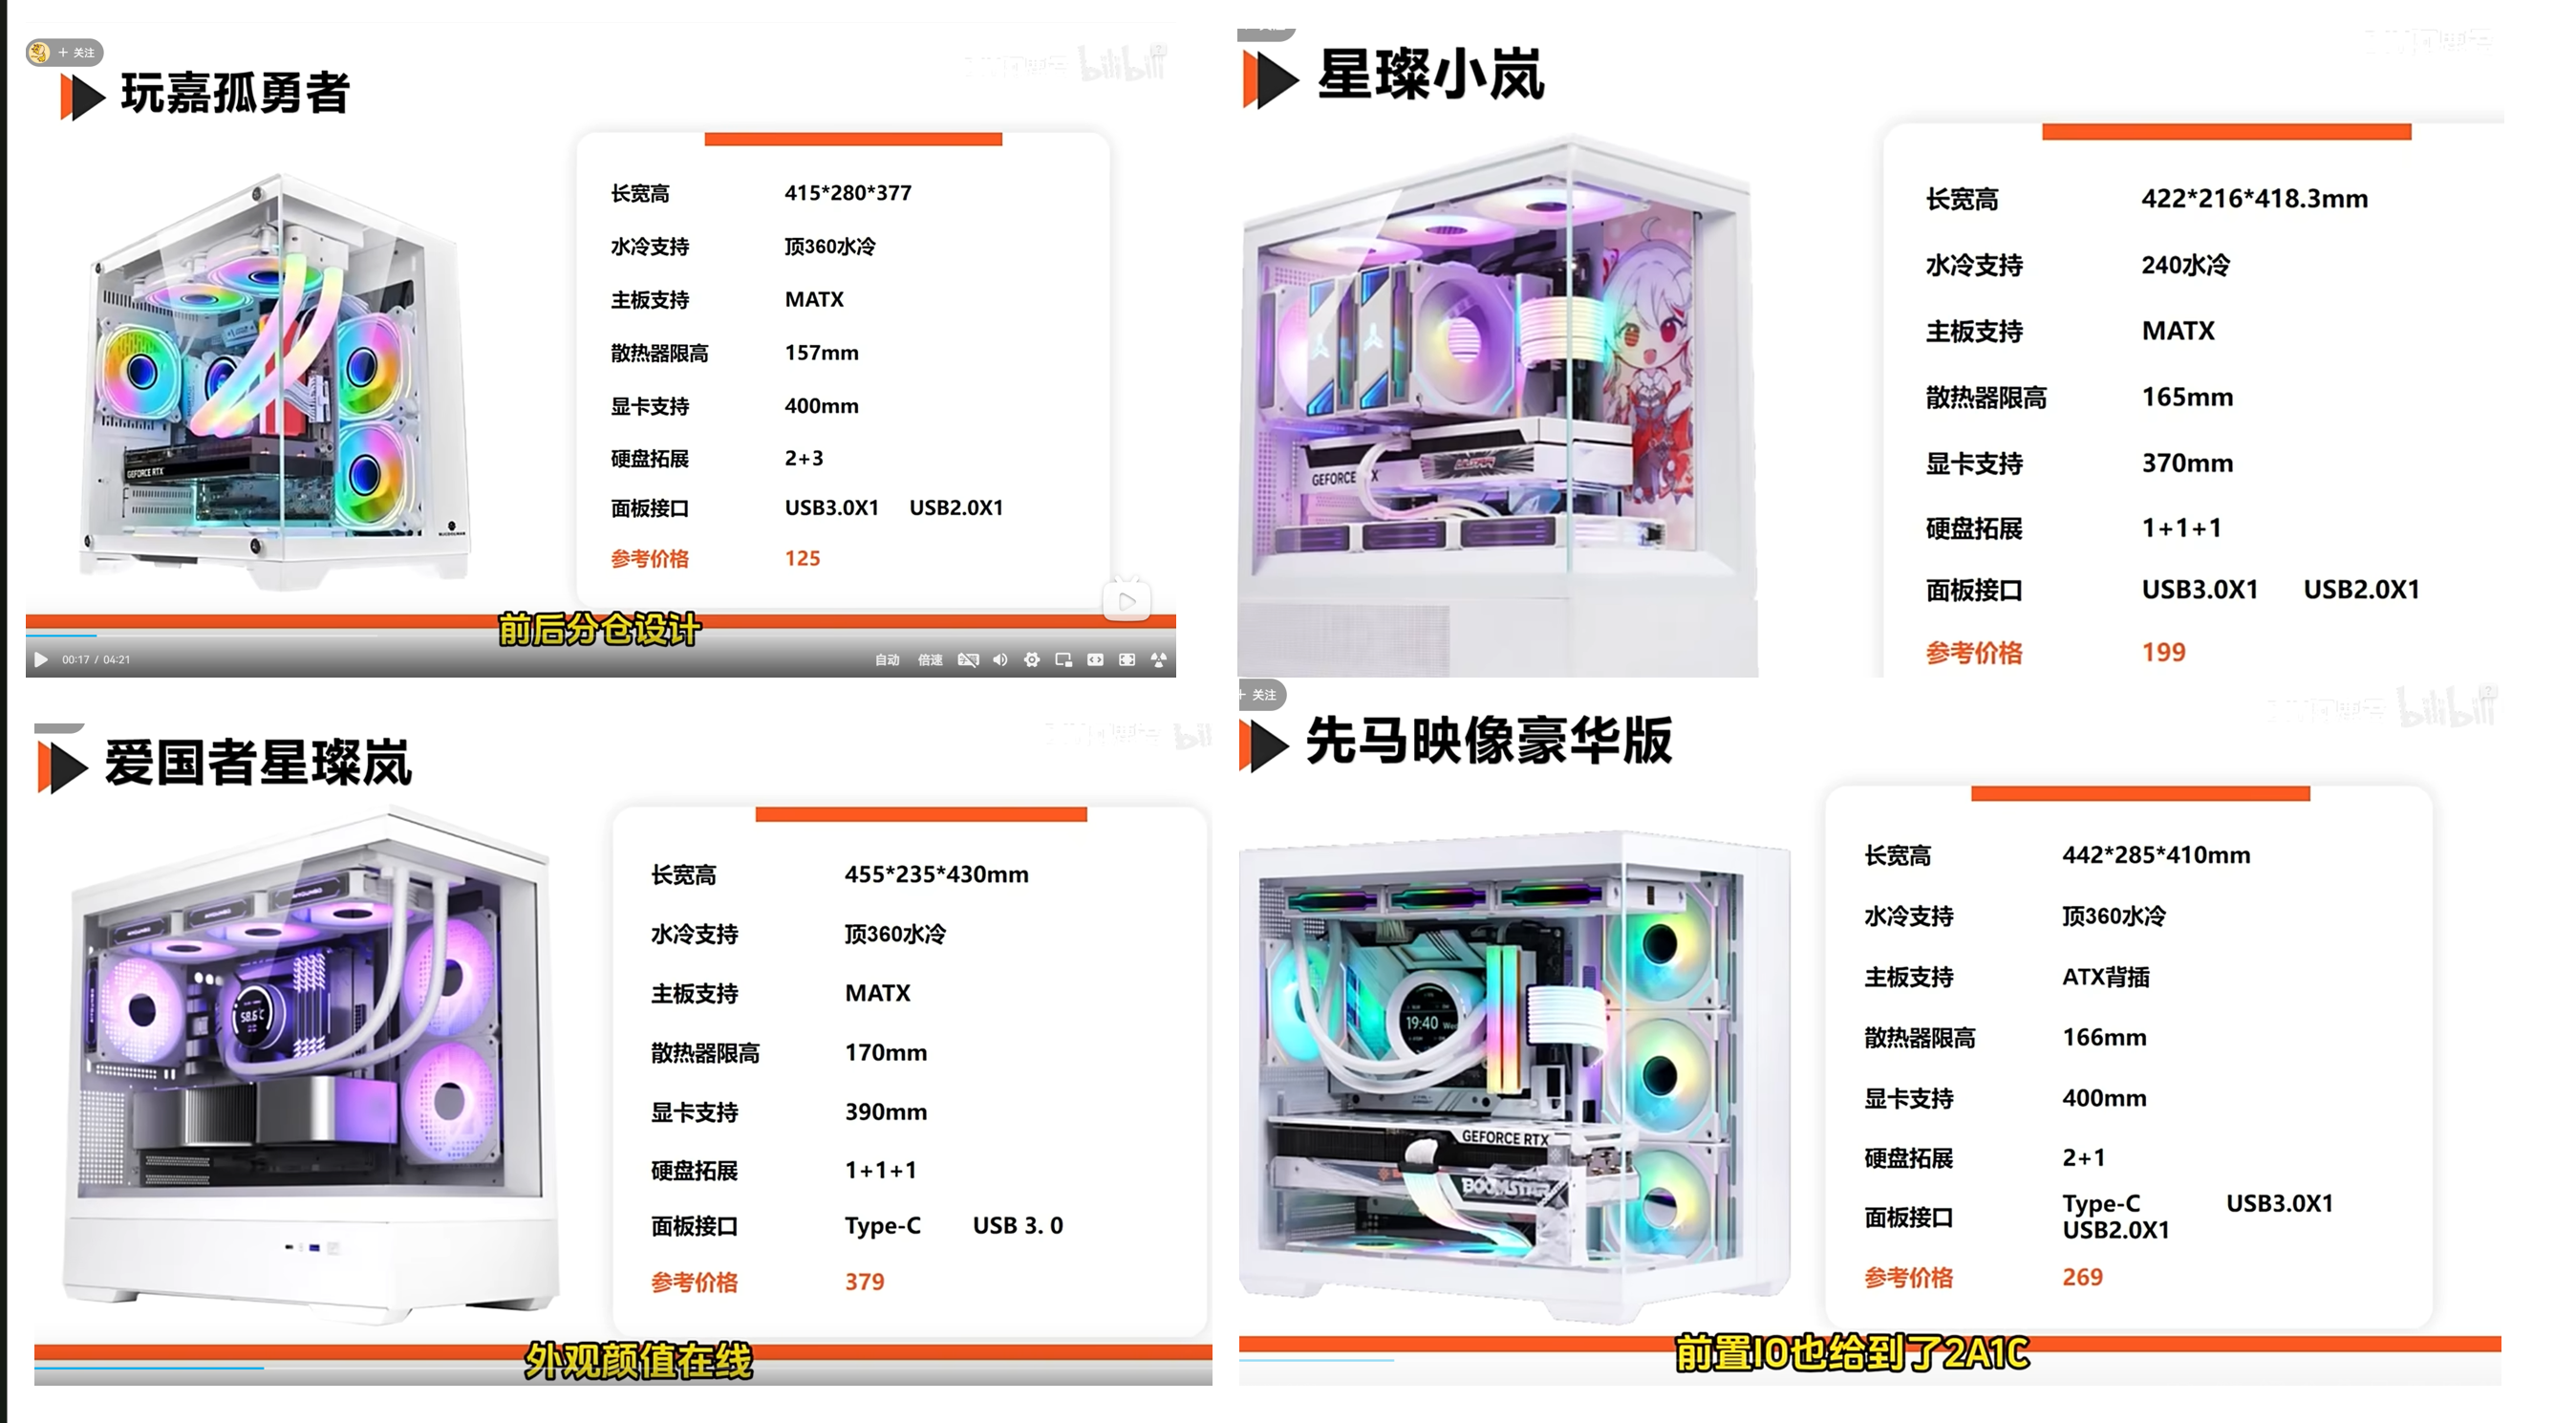 + 关注
bilibili
玩嘉孤勇者
长宽高 415*280*377
水冷支持 顶360水冷
主板支持 MATX
散热器限高 157mm
显卡支持 400mm
硬盘拓展 2+3
面板接口 USB3.0X1 USB2.0X1
参考价格 125
GEFORCE RTX
前后分仓设计
00:17 / 04:21
自动 倍速
星璨小岚
长宽高 422*216*418.3mm
水冷支持 240水冷
主板支持 MATX
散热器限高 165mm
显卡支持 370mm
硬盘拓展 1+1+1
面板接口 USB3.0X1 USB2.0X1
参考价格 199
GEFORCE
爱国者星璨岚
长宽高 455*235*430mm
水冷支持 顶360水冷
主板支持 MATX
散热器限高 170mm
显卡支持 390mm
硬盘拓展 1+1+1
面板接口 Type-C USB 3. 0
参考价格 379
外观颜值在线
+ 关注
bilibili
先马映像豪华版
长宽高 442*285*410mm
水冷支持 顶360水冷
主板支持 ATX背插
散热器限高 166mm
显卡支持 400mm
硬盘拓展 2+1
面板接口 Type-C USB3.0X1
USB2.0X1
参考价格 269
19:40
GEFORCE RTX
BOOMSTAR
前置IO也给到了2A1C